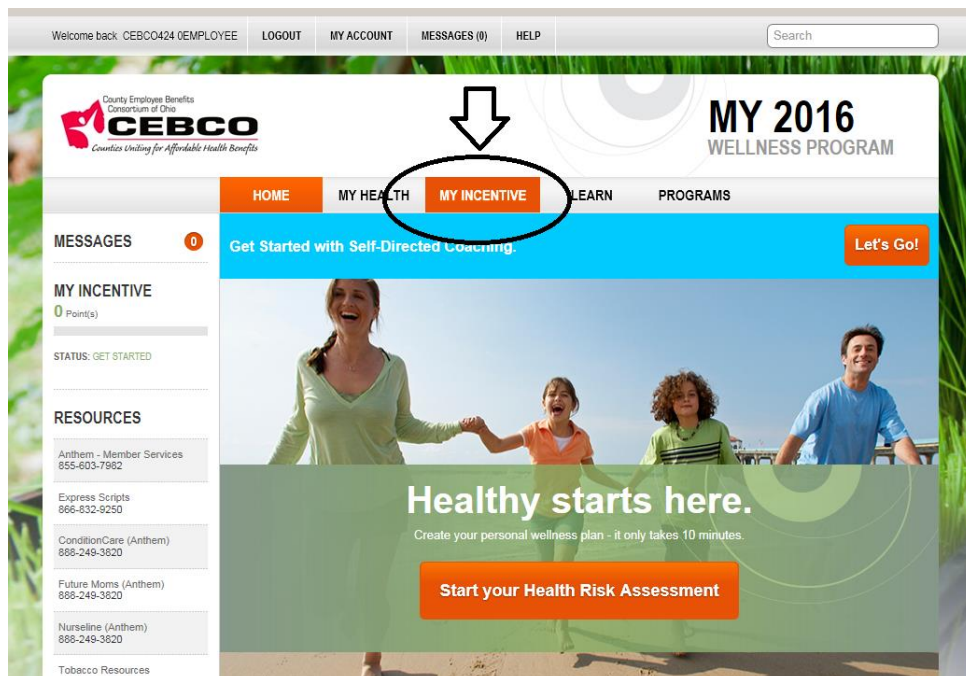 Welcome back CEBCO424 0EMPLOYEE LOGOUT MY ACCOUNT MESSAGES (0) HELP
Search
County Employee Benefits
Consortium of Ohio
CEBCO
Counties Uniting for Affordable Health Benefits
MY 2016
WELLNESS PROGRAM
HOME MY HEALTH MY INCENTIVE LEARN PROGRAMS
MESSAGES 0
MY INCENTIVE
0 Point(s)
STATUS: GET STARTED
RESOURCES
Anthem - Member Services
855-603-7982
Express Scripts
866-832-9250
ConditionCare (Anthem)
888-249-3820
Future Moms (Anthem)
888-249-3820
Nurseline (Anthem)
888-249-3820
Tobacco Resources
Get Started with Self-Directed Coaching.
Let's Go!
Healthy starts here.
Create your personal wellness plan - it only takes 10 minutes.
Start your Health Risk Assessment